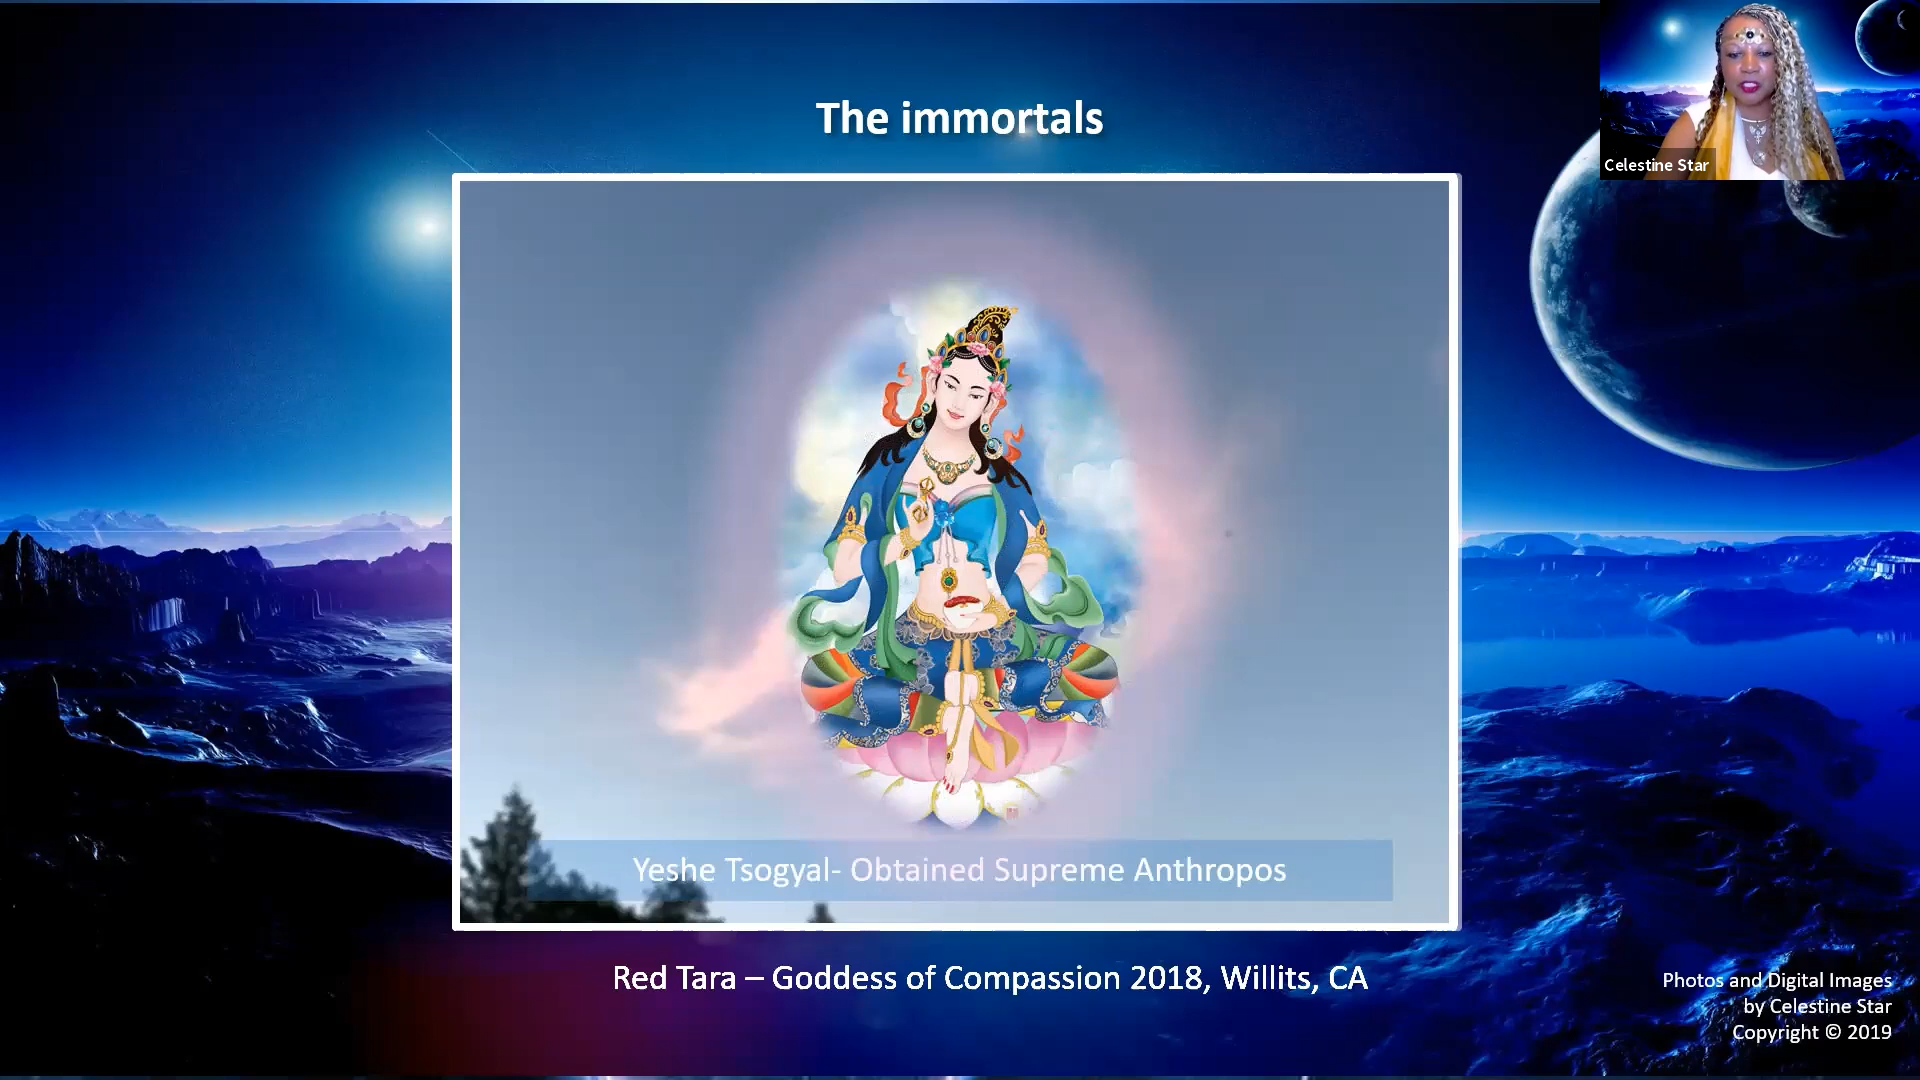 The immortals
Celestine Star
Yeshe Tsogyal- Obtained Supreme Anthropos
Red Tara – Goddess of Compassion 2018, Willits, CA
Photos and Digital Images
by Celestine Star
Copyright © 2019